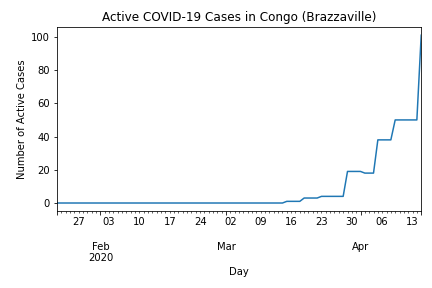 Active COVID-19 Cases in Congo (Brazzaville)
100
80
60
40
20
0
Number of Active Cases
27 03 10 17 24 02 09 16 23 30 06 13
Feb Mar Apr
2020
Day